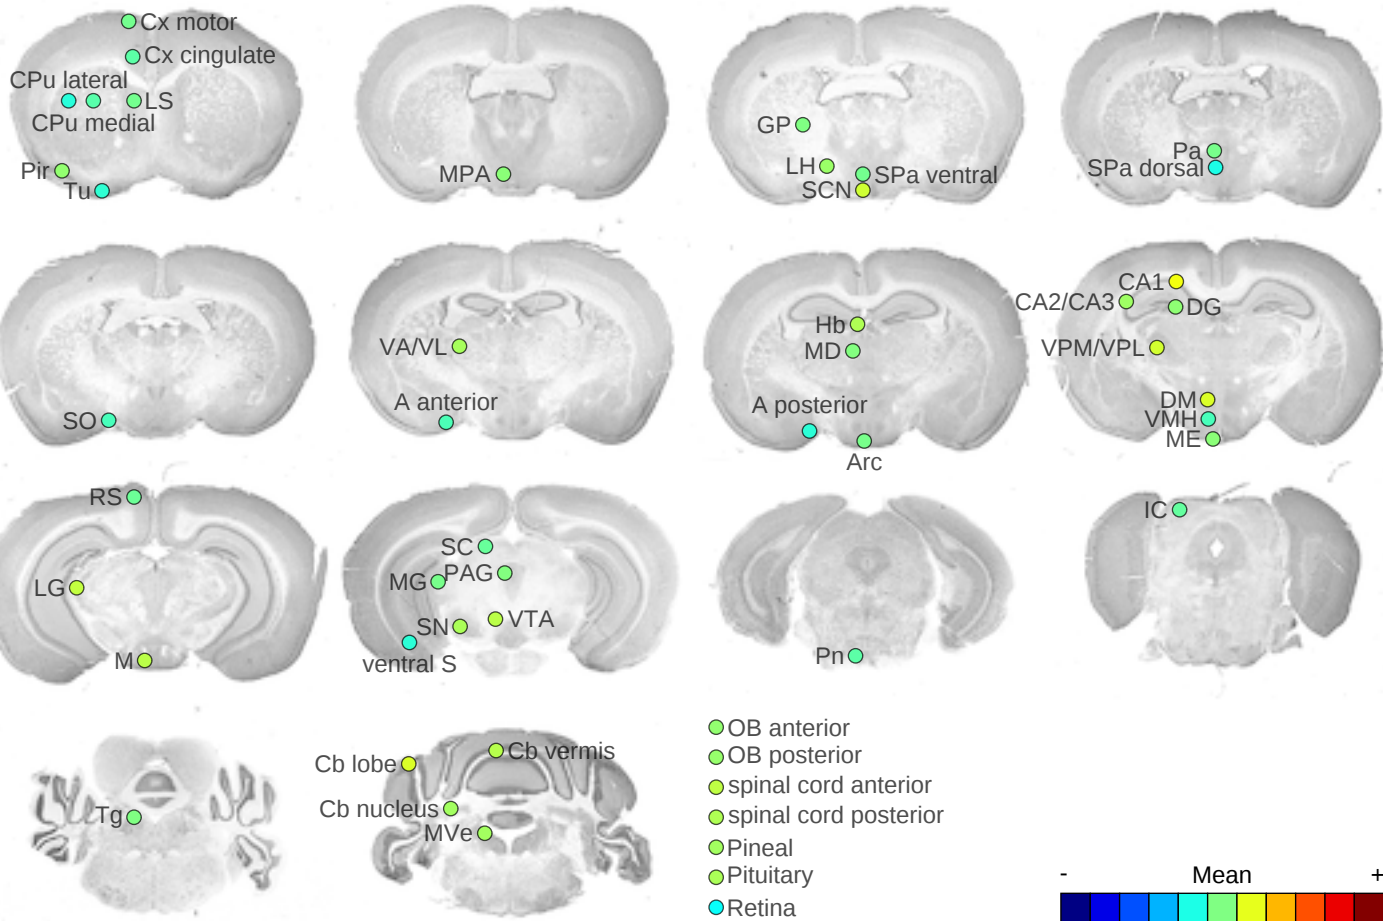 Cx motor
Cx cingulate
CPu lateral
LS
CPu medial
Pir
Tu
MPA
GP
LH
SPa ventral
SCN
Pa
SPa dorsal
SO
VA/VL
A anterior
Hb
MD
A posterior
Arc
CA1
CA2/CA3
DG
VPM/VPL
DM
VMH
ME
RS
LG
M
SC
MG
PAG
SN
VTA
ventral S
Pn
IC
Tg
Cb lobe
Cb vermis
Cb nucleus
MVe
OB anterior
OB posterior
spinal cord anterior
spinal cord posterior
Pineal
Pituitary
Retina
- Mean +